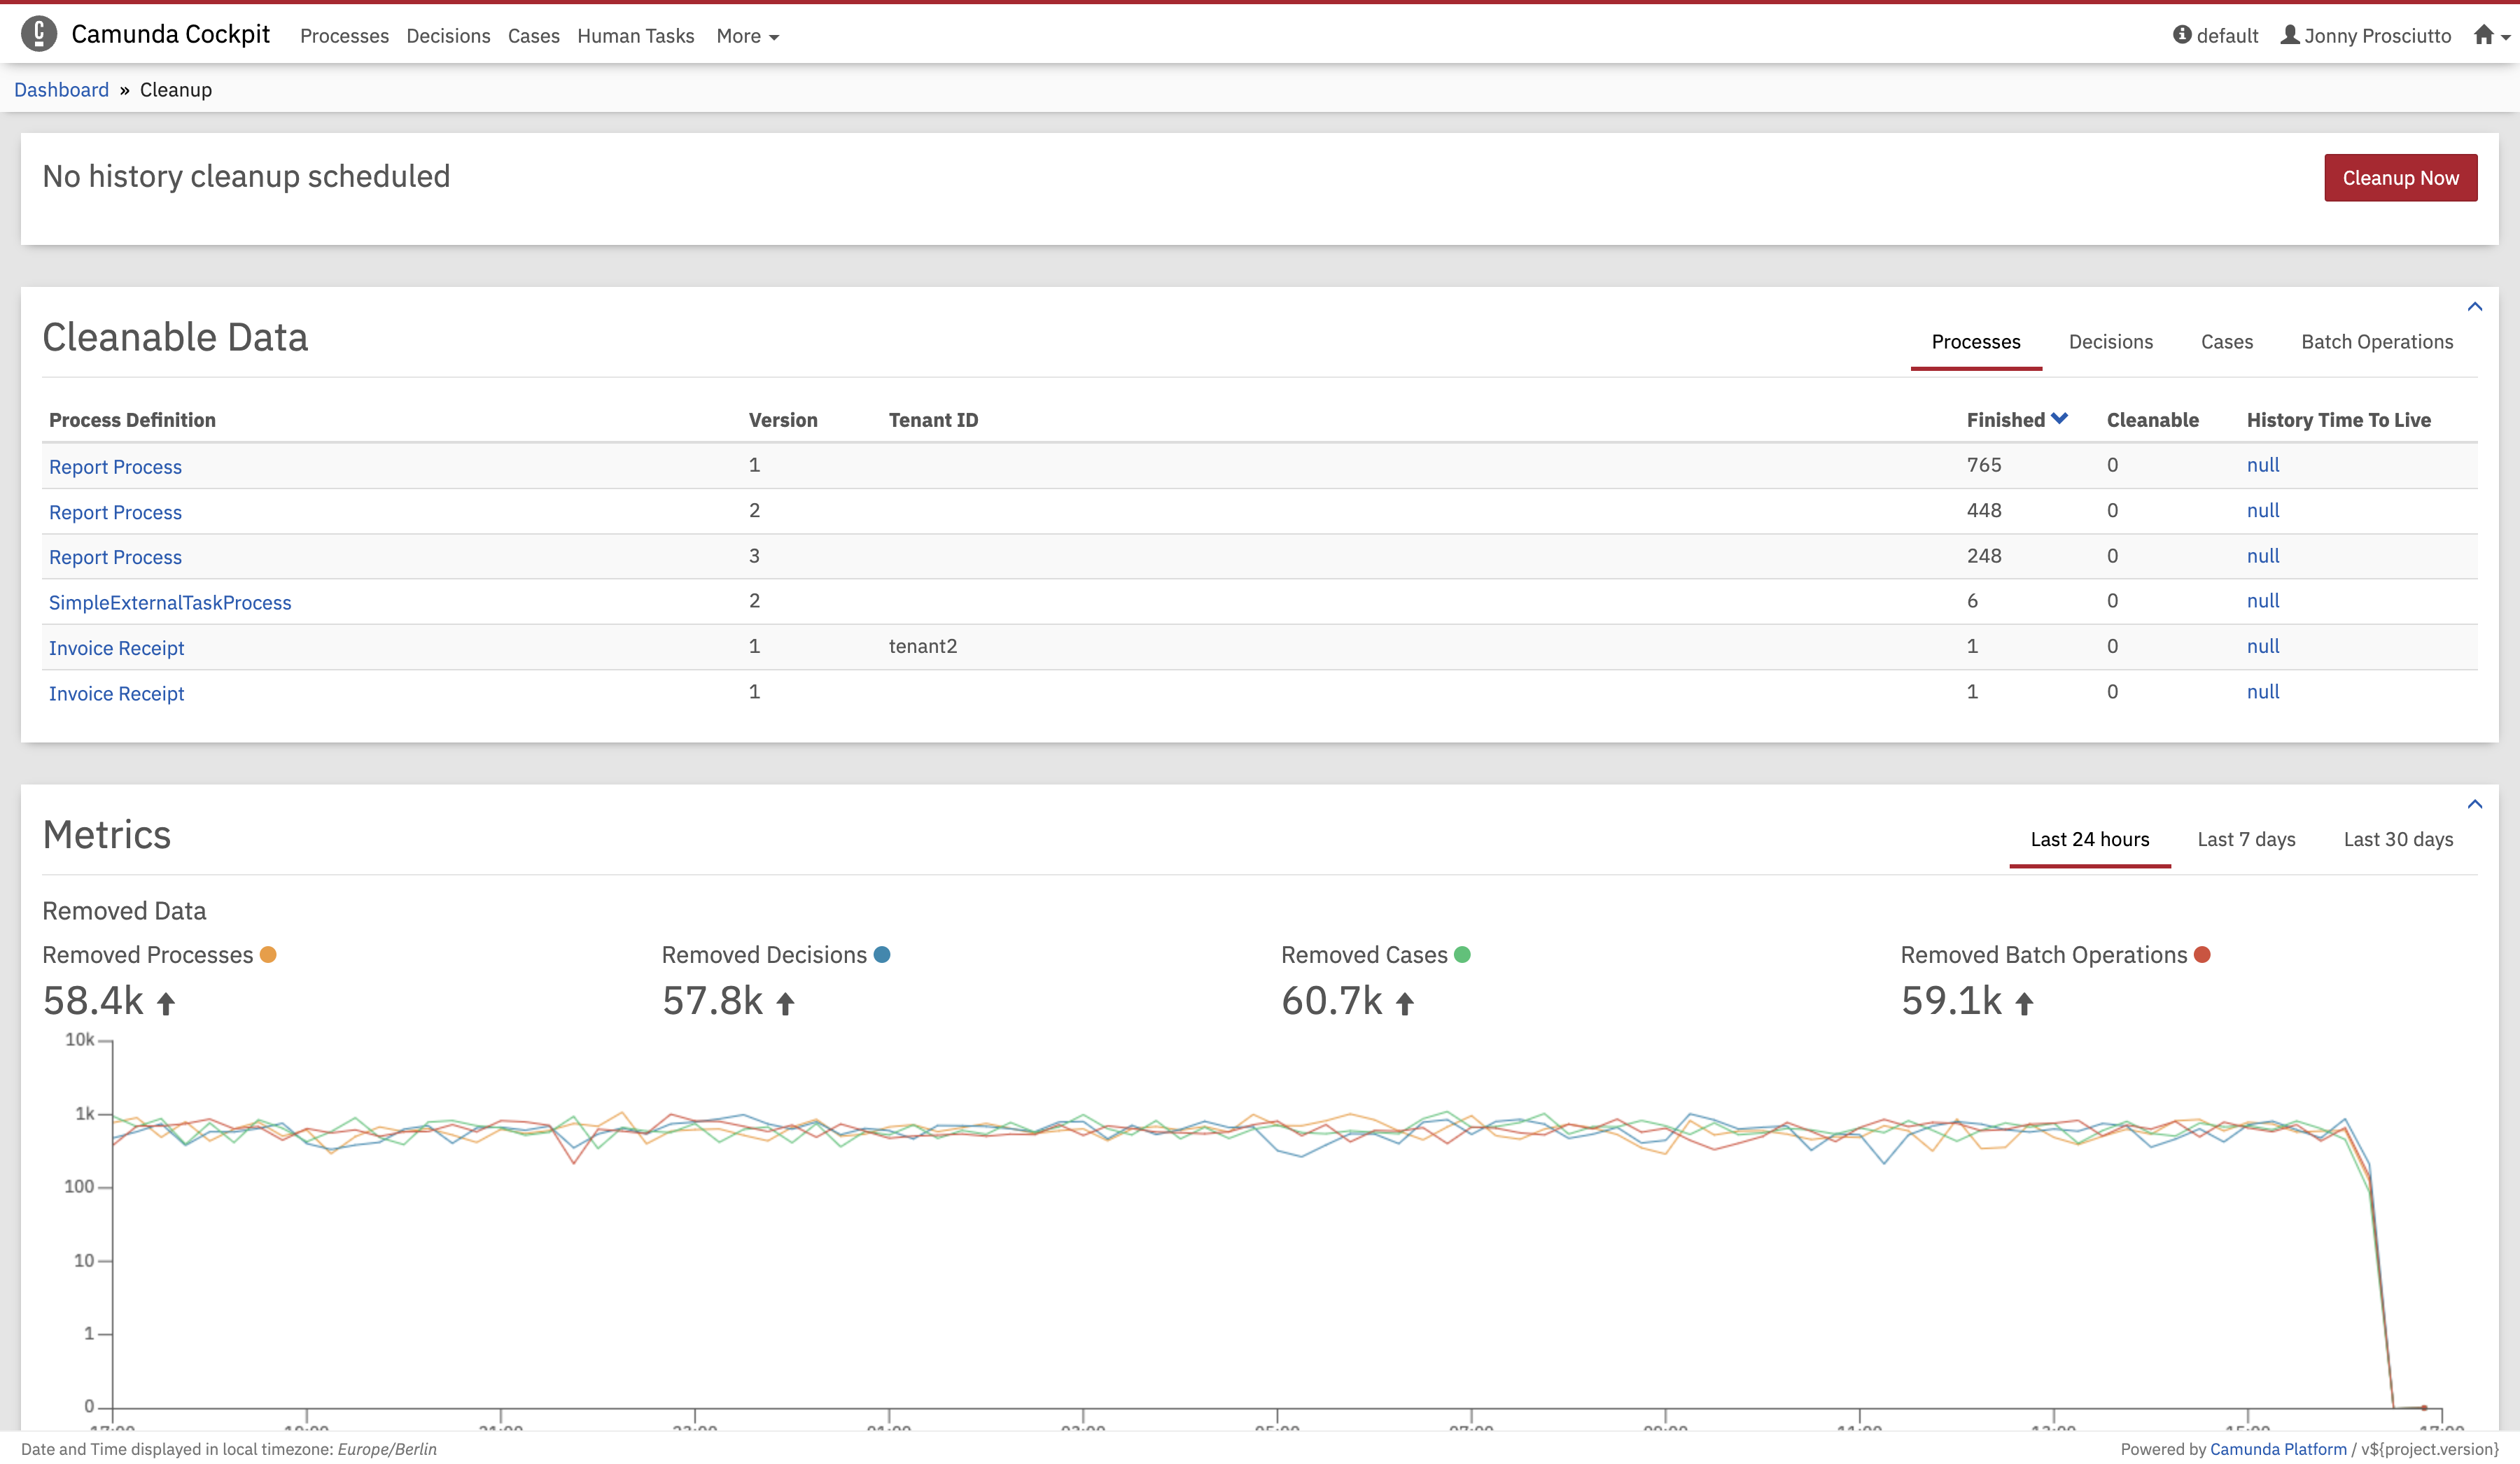 Camunda Cockpit Processes Decisions Cases Human Tasks More default Jonny Prosciutto
Dashboard » Cleanup
No history cleanup scheduled
Cleanup Now
Cleanable Data
Processes Decisions Cases Batch Operations
Process Definition Version Tenant ID Finished Cleanable History Time To Live
Report Process 1 765 0 null
Report Process 2 448 0 null
Report Process 3 248 0 null
SimpleExternalTaskProcess 2 6 0 null
Invoice Receipt 1 tenant2 1 0 null
Invoice Receipt 1 1 0 null
Metrics
Last 24 hours Last 7 days Last 30 days
Removed Data
Removed Processes Removed Decisions Removed Cases Removed Batch Operations
58.4k 57.8k 60.7k 59.1k
10k
1k
100
10
1
0
Date and Time displayed in local timezone: Europe/Berlin
Powered by Camunda Platform / v${project.version}